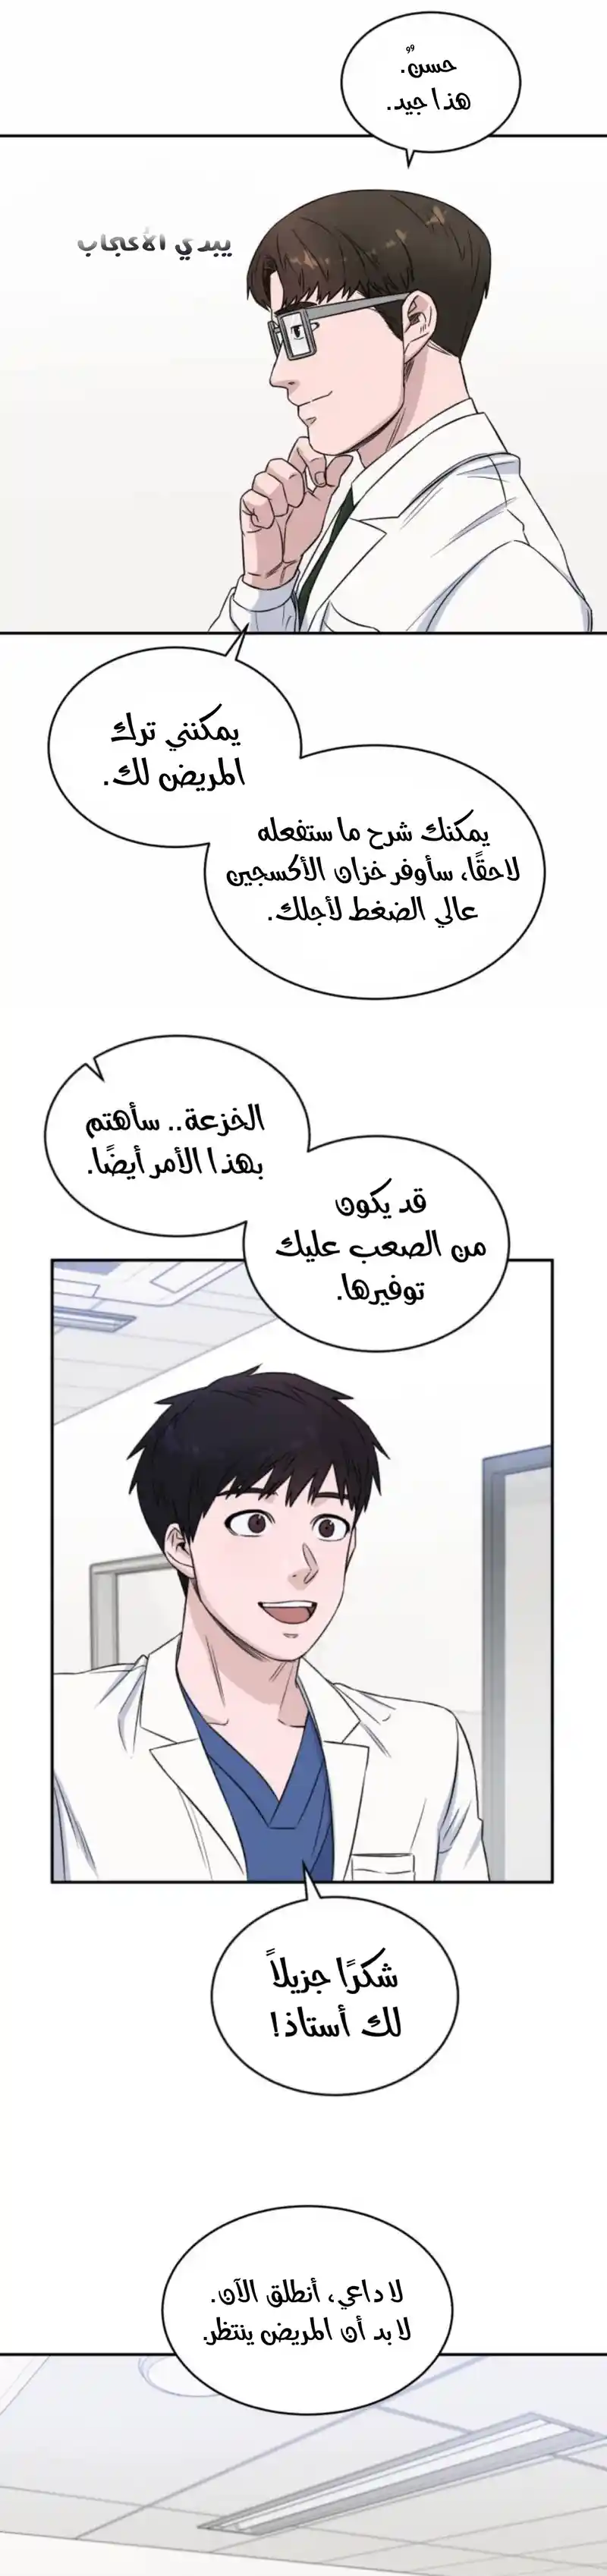 حسنٌ.
هذا جيد.
يبدي الأعجاب
يمكنني ترك
المريض لك.
يمكنك شرح ما ستفعله
لاحقًا، سأوفر خزان الأكسجين
عالي الضغط لأجلك.
الخزعة.. سأهتم
بهذا الأمر أيضًا.
قد يكون
من الصعب عليك
توفيرها.
شكرًا جزيلاً
لك أستاذ!
لا داعي، أنطلق الآن.
لا بد أن المريض ينتظر.